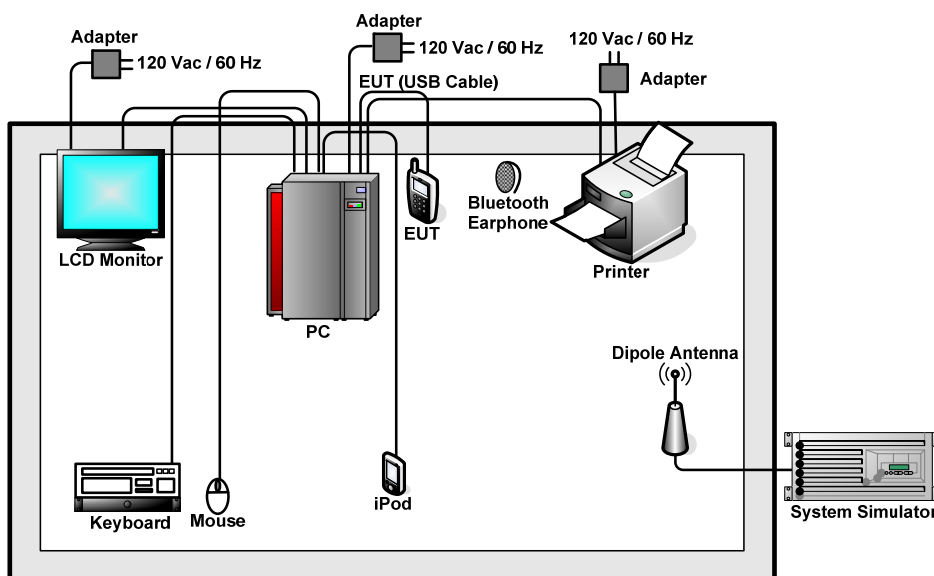 Adapter
120 Vac / 60 Hz
Adapter
120 Vac / 60 Hz
120 Vac / 60 Hz
Adapter
EUT (USB Cable)
LCD Monitor
PC
EUT
Bluetooth
Earphone
Printer
Dipole Antenna
Keyboard
Mouse
iPod
System Simulator